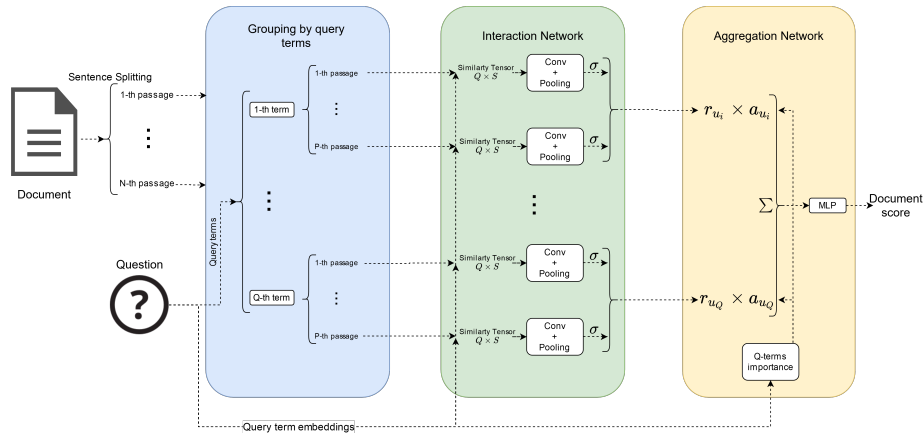 Grouping by query
terms
Interaction Network
Aggregation Network
Sentence Splitting
1-th passage
⋮
N-th passage
Document
Question
?
Query terms
1-th term
1-th passage
⋮
P-th passage
⋮
Q-th term
1-th passage
⋮
P-th passage
Similarty Tensor
Q × S
Conv
+
Pooling
σ
Similarty Tensor
Q × S
Conv
+
Pooling
σ
⋮
Similarty Tensor
Q × S
Conv
+
Pooling
σ
Similarty Tensor
Q × S
Conv
+
Pooling
σ
r_{u_i} × a_{u_i}
Σ
MLP
Document
score
r_{u_Q} × a_{u_Q}
Q-terms
importance
Query term embeddings